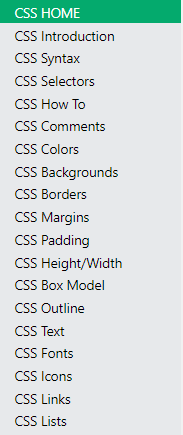 CSS HOME
CSS Introduction
CSS Syntax
CSS Selectors
CSS How To
CSS Comments
CSS Colors
CSS Backgrounds
CSS Borders
CSS Margins
CSS Padding
CSS Height/Width
CSS Box Model
CSS Outline
CSS Text
CSS Fonts
CSS Icons
CSS Links
CSS Lists